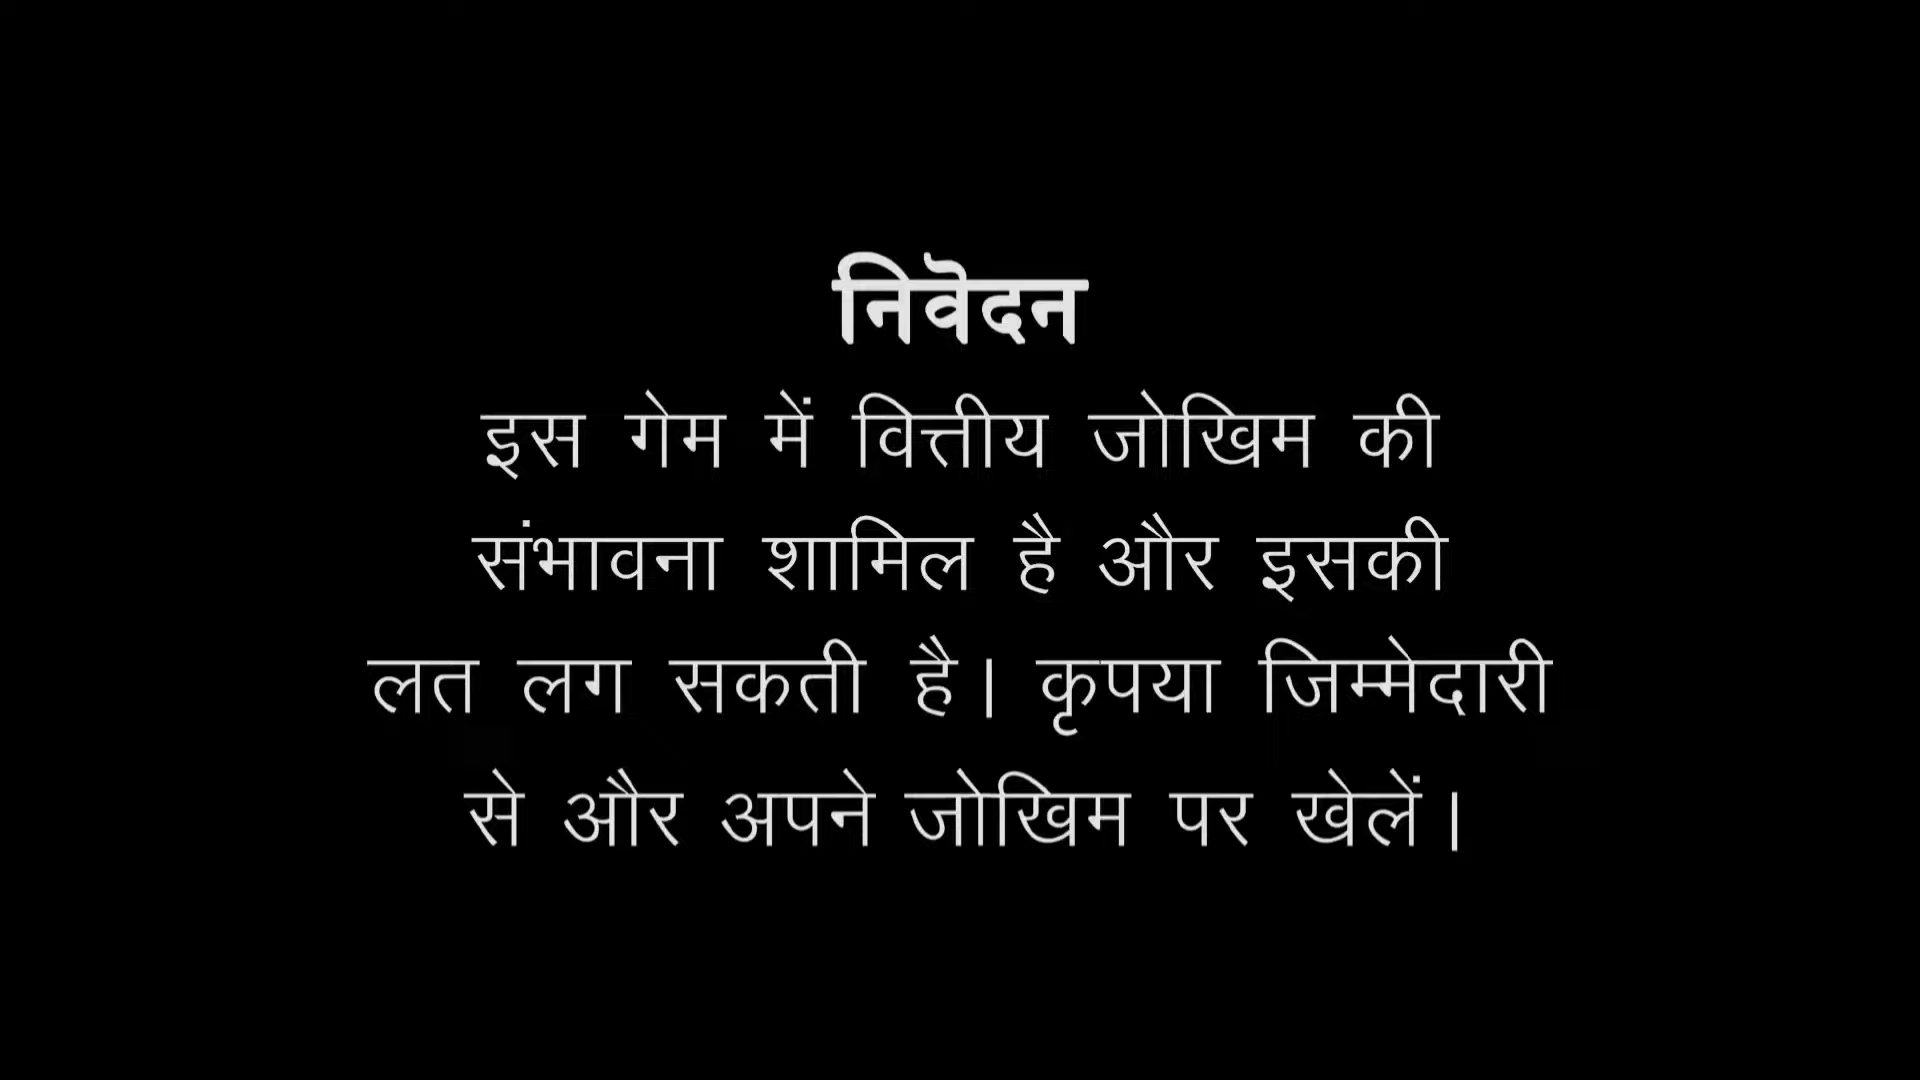 निवॆदन
इस गेम में वित्तीय जोखिम की
संभावना शामिल है और इसकी
लत लग सकती है। कृपया जिम्मेदारी
से और अपने जोखिम पर खेलें।